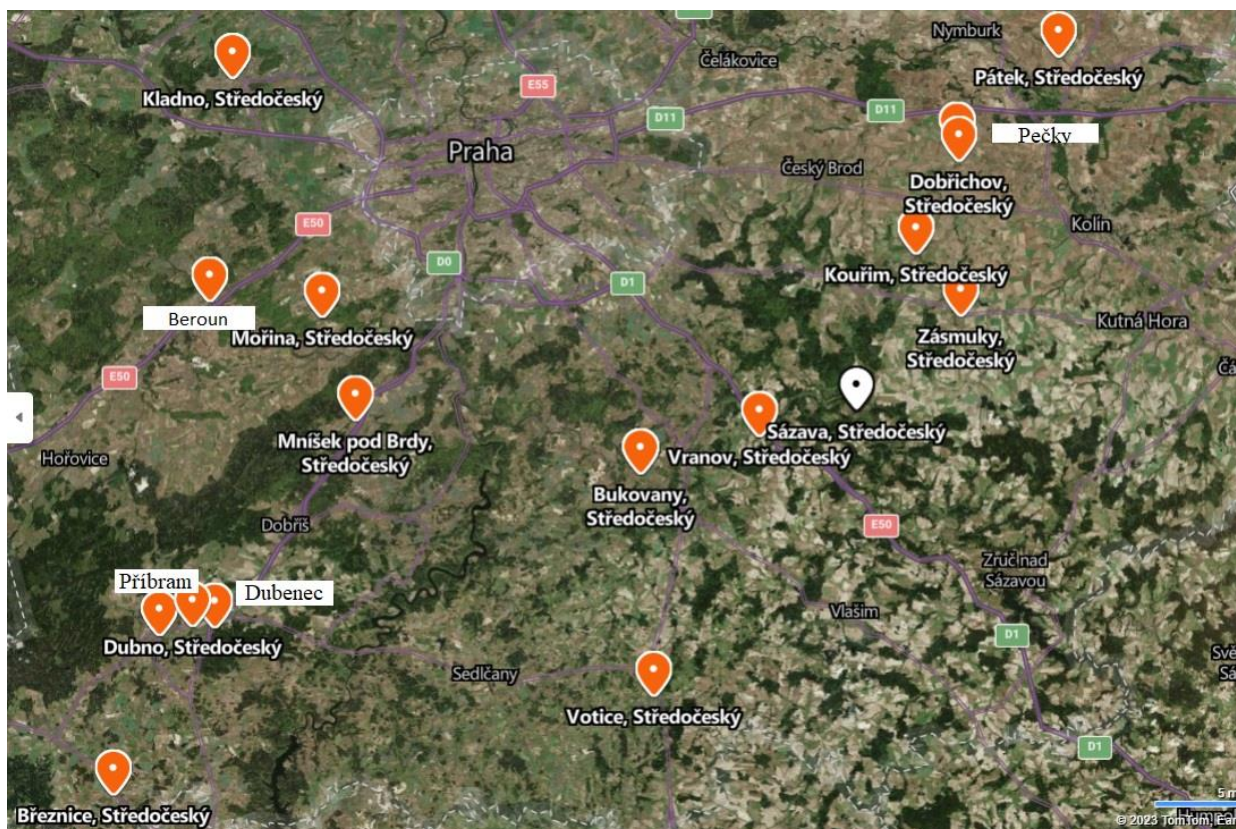 D1
Nymburk
Čelákovice
Pátek, Středočeský
Kladno, Středočeský
E55
D11
D11
Pečky
Praha
Český Brod
Dobřichov,
Středočeský
E50
Kolín
D0
Kouřim, Středočeský
D1
Beroun
Mořina, Středočeský
Kutná Hora
Zásmuky,
Středočeský
E50
Sázava, Středočeský
Mníšek pod Brdy,
Středočeský
Vranov, Středočeský
Hořovice
Bukovany,
Středočeský
Dobříš
E50
Zruč nad
Sázavou
Příbram
Dubenec
Vlašim
D1
Dubno, Středočeský
Sedlčany
Votice, Středočeský
D1
Březnice, Středočeský
© 2023 TomTom,